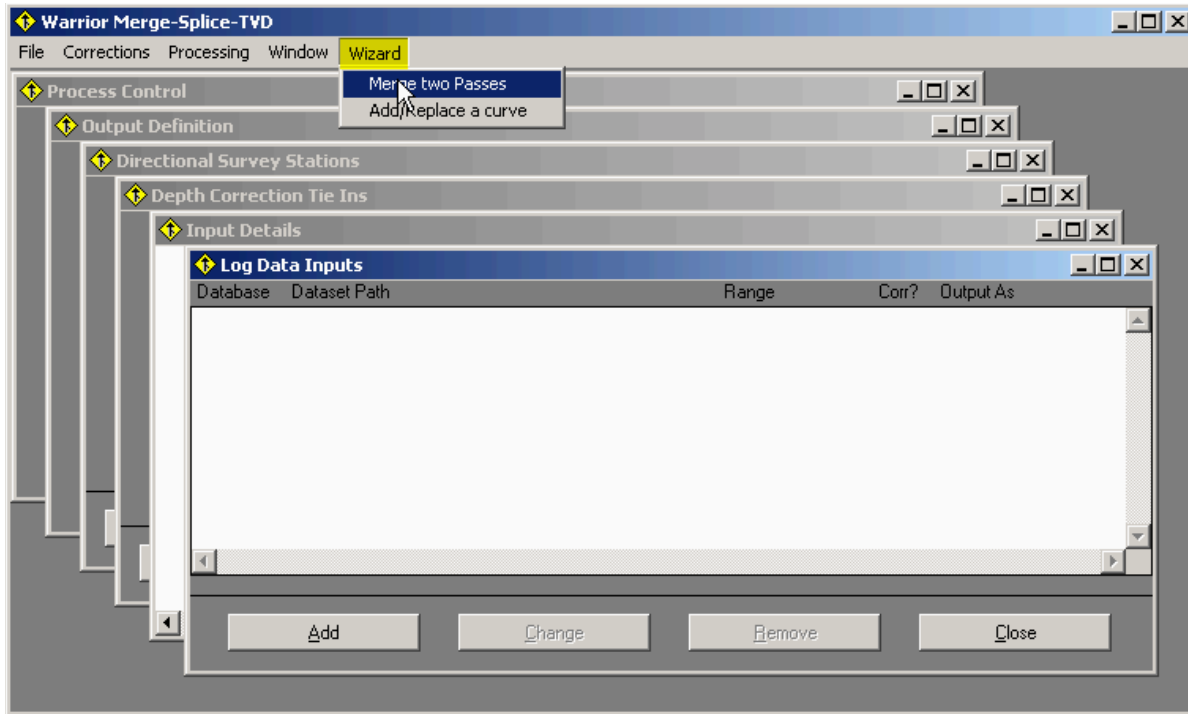 Warrior Merge-Splice-TVD
File Corrections Processing Window Wizard
Merge two Passes
Add/Replace a curve
Process Control
Output Definition
Directional Survey Stations
Depth Correction Tie Ins
Input Details
Log Data Inputs
Database Dataset Path Range Corr? Output As
Add Change Remove Close